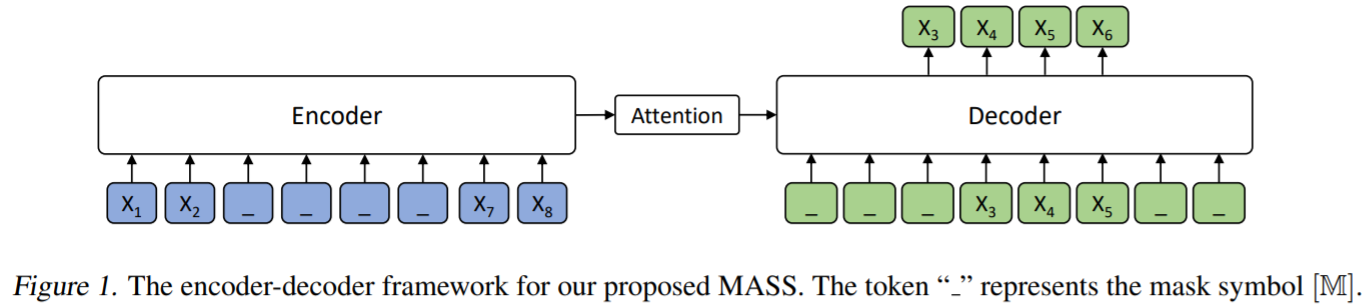 X3 X4 X5 X6
Encoder Attention Decoder
X1 X2 _ _ _ _ X7 X8 _ _ _ X3 X4 X5 _ _
Figure 1. The encoder-decoder framework for our proposed MASS. The token “_” represents the mask symbol [𝕄].